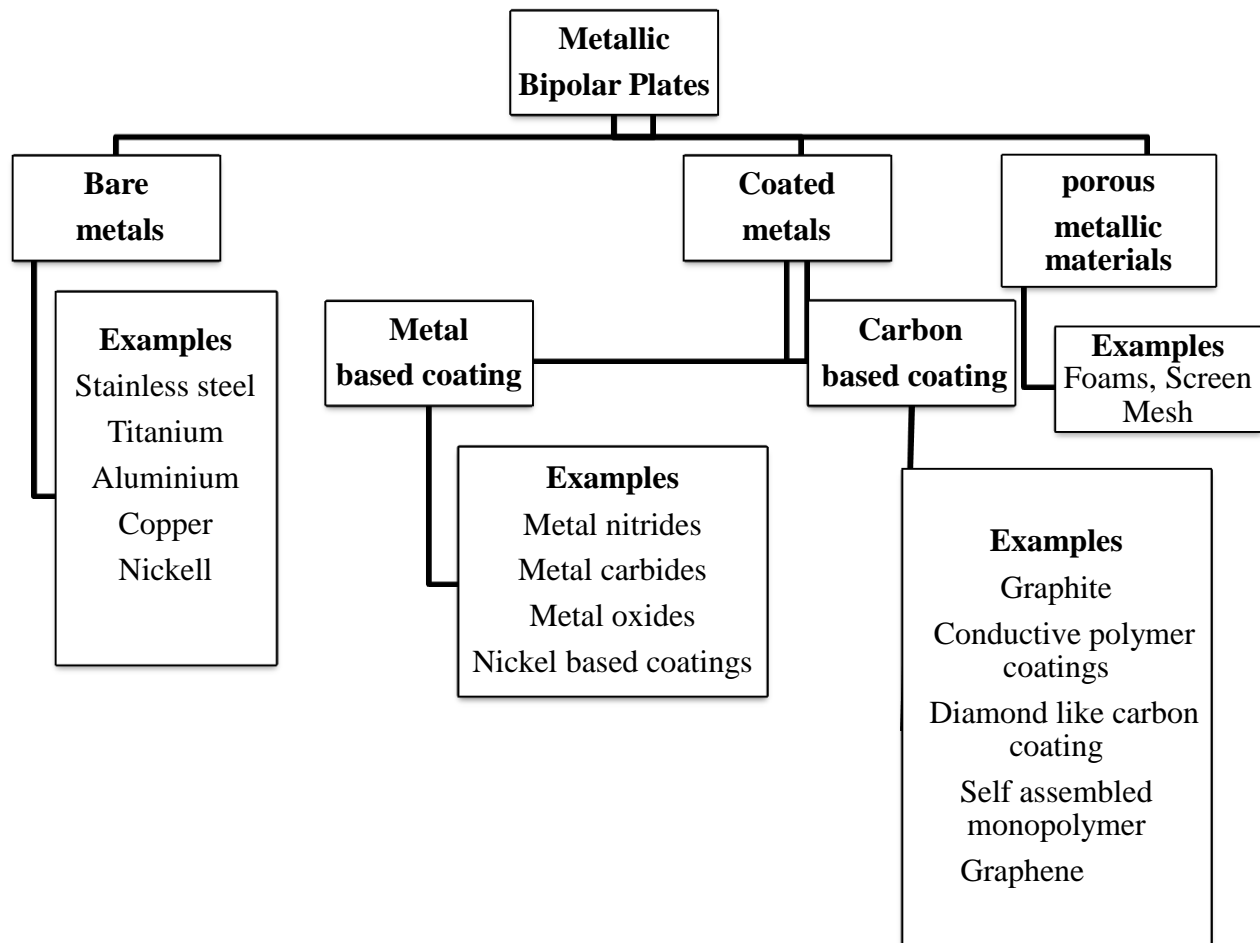 Metallic
Bipolar Plates
Bare
metals
Coated
metals
porous
metallic
materials
Examples
Stainless steel
Titanium
Aluminium
Copper
Nickell
Metal
based coating
Carbon
based coating
Examples
Foams, Screen
Mesh
Examples
Metal nitrides
Metal carbides
Metal oxides
Nickel based coatings
Examples
Graphite
Conductive polymer
coatings
Diamond like carbon
coating
Self assembled
monopolymer
Graphene